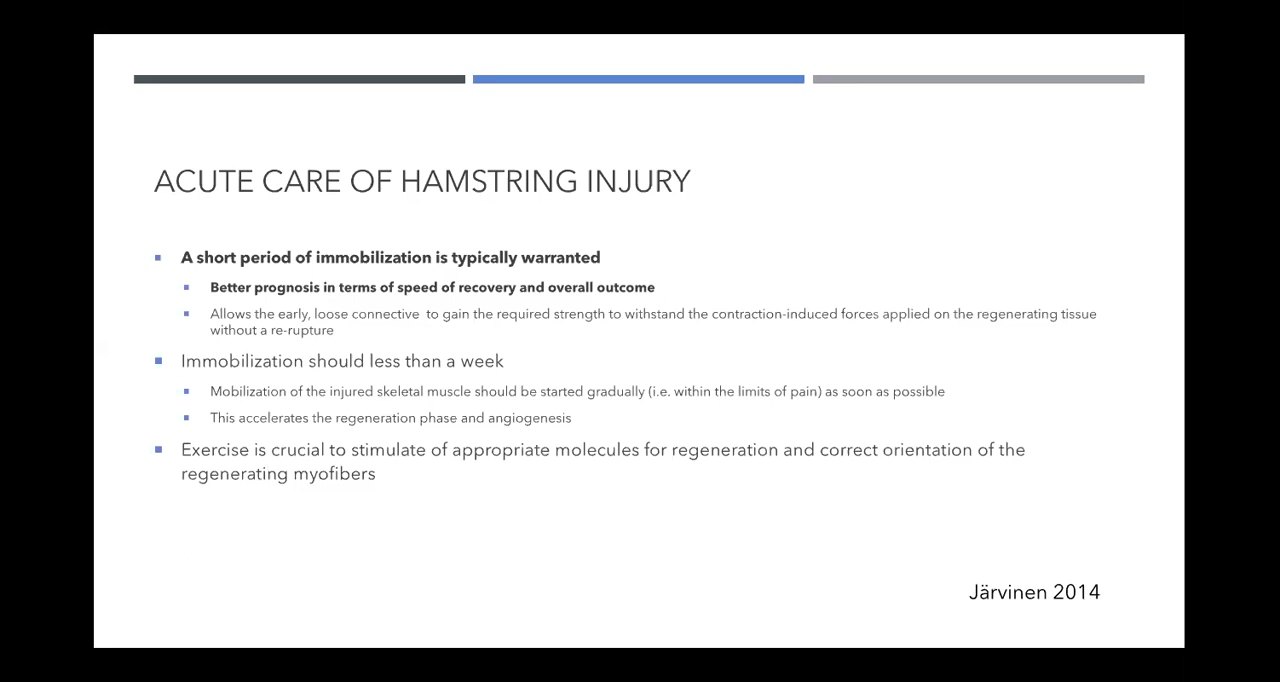 ACUTE CARE OF HAMSTRING INJURY
A short period of immobilization is typically warranted
Better prognosis in terms of speed of recovery and overall outcome
Allows the early, loose connective to gain the required strength to withstand the contraction-induced forces applied on the regenerating tissue
without a re-rupture
Immobilization should less than a week
Mobilization of the injured skeletal muscle should be started gradually (i.e. within the limits of pain) as soon as possible
This accelerates the regeneration phase and angiogenesis
Exercise is crucial to stimulate of appropriate molecules for regeneration and correct orientation of the
regenerating myofibers
Järvinen 2014